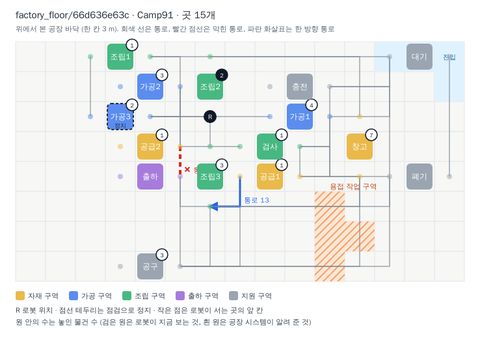 factory_floor/66d636e63c · Camp91 · 곳 15개
위에서 본 공장 바닥 (한 칸 3 m). 회색 선은 통로, 빨간 점선은 막힌 통로, 파란 화살표는 한 방향 통로
조립1 1
대기
진입
가공2 3
조립2 2
충전
가공3 2
R
가공1 4
공급2 1
검사 1
창고 7
출하
✕
조립3 3
공급1 1
폐기
용접 작업 구역
통로 13
공구 3
자재 구역
가공 구역
조립 구역
출하 구역
지원 구역
R 로봇 위치 · 점선 테두리는 점검으로 정지 · 작은 점은 로봇이 서는 곳의 앞 칸
원 안의 수는 놓인 물건 수 (검은 원은 로봇이 지금 보는 것, 흰 원은 공장 시스템이 알려 준 것)